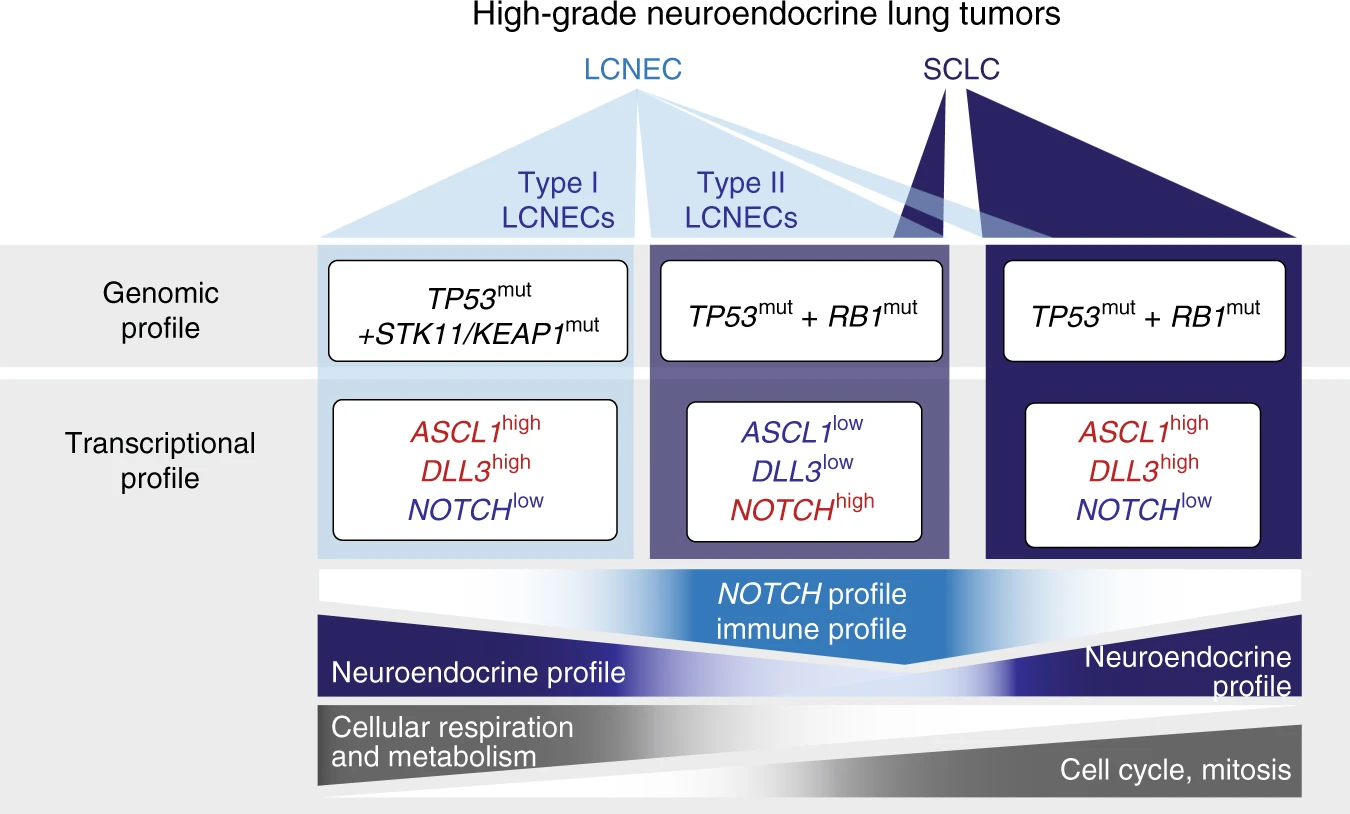 High-grade neuroendocrine lung tumors
LCNEC
SCLC
Type I
LCNECs
Type II
LCNECs
Genomic
profile
TP53mut
+STK11/KEAP1mut
TP53mut + RB1mut
TP53mut + RB1mut
Transcriptional
profile
ASCL1high
DLL3high
NOTCHlow
ASCL1low
DLL3low
NOTCHhigh
ASCL1high
DLL3high
NOTCHlow
NOTCH profile
immune profile
Neuroendocrine profile
Neuroendocrine
profile
Cellular respiration
and metabolism
Cell cycle, mitosis